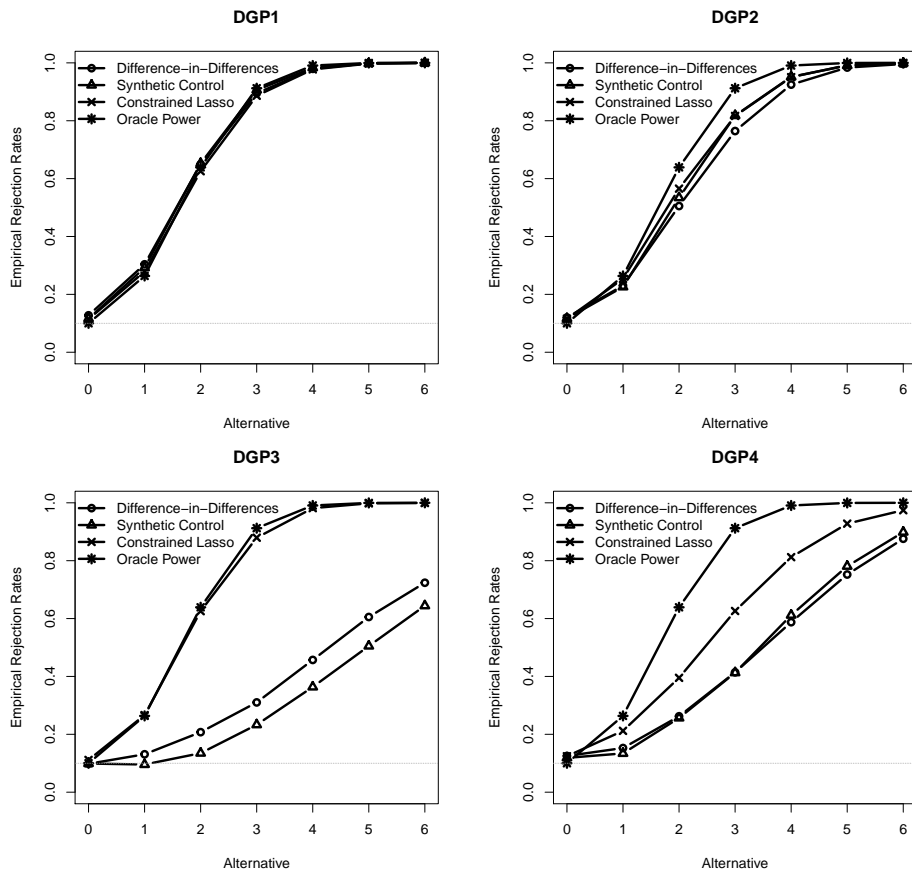 DGP1
Empirical Rejection Rates
1.0
0.8
0.6
0.4
0.2
0.0
Difference−in−Differences
Synthetic Control
Constrained Lasso
Oracle Power
0 1 2 3 4 5 6
Alternative
DGP2
Empirical Rejection Rates
1.0
0.8
0.6
0.4
0.2
0.0
Difference−in−Differences
Synthetic Control
Constrained Lasso
Oracle Power
0 1 2 3 4 5 6
Alternative
DGP3
Empirical Rejection Rates
1.0
0.8
0.6
0.4
0.2
0.0
Difference−in−Differences
Synthetic Control
Constrained Lasso
Oracle Power
0 1 2 3 4 5 6
Alternative
DGP4
Empirical Rejection Rates
1.0
0.8
0.6
0.4
0.2
0.0
Difference−in−Differences
Synthetic Control
Constrained Lasso
Oracle Power
0 1 2 3 4 5 6
Alternative